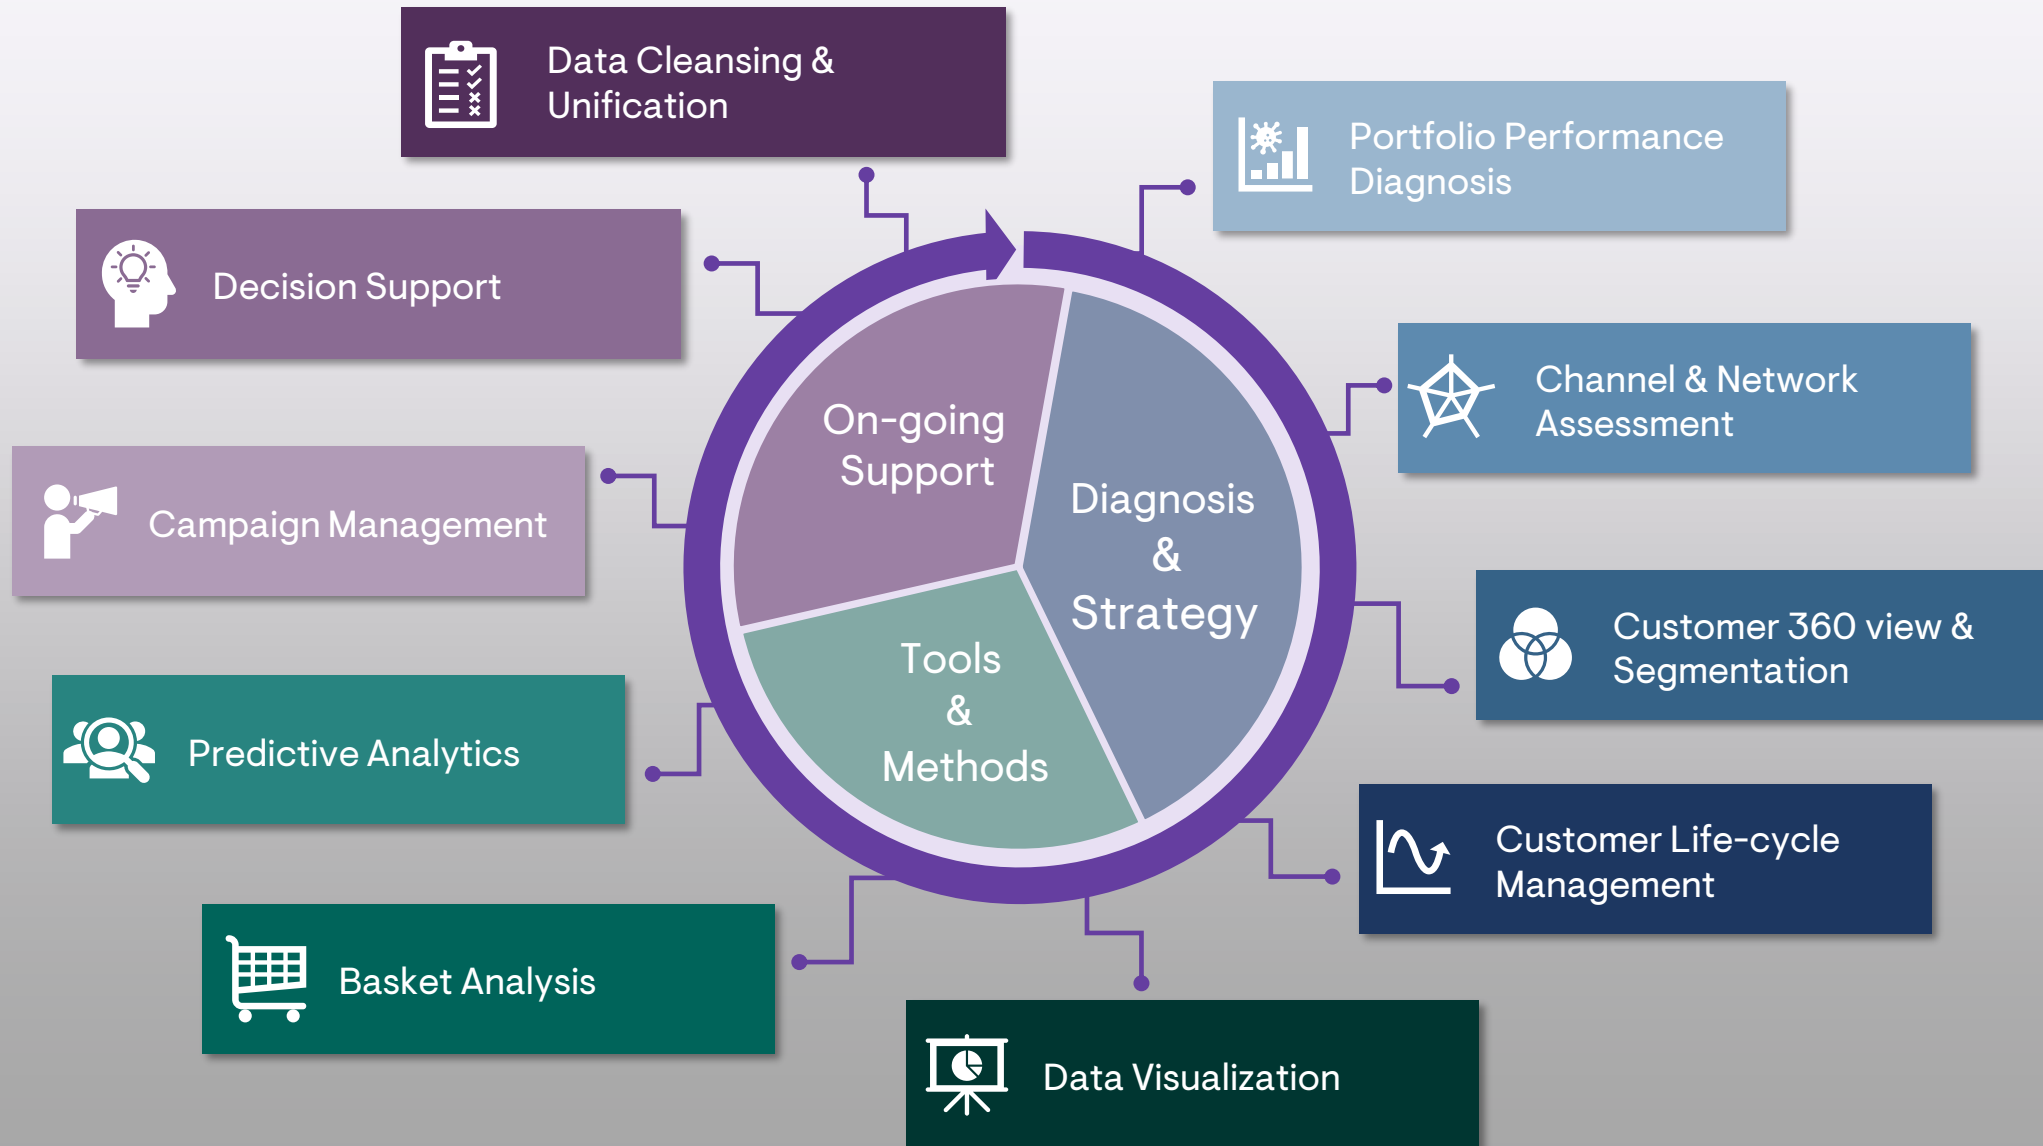 Data Cleansing &
Unification
Portfolio Performance
Diagnosis
Decision Support
Channel & Network
Assessment
On-going
Support
Diagnosis
&
Strategy
Campaign Management
Customer 360 view &
Segmentation
Tools
&
Methods
Predictive Analytics
Customer Life-cycle
Management
Basket Analysis
Data Visualization